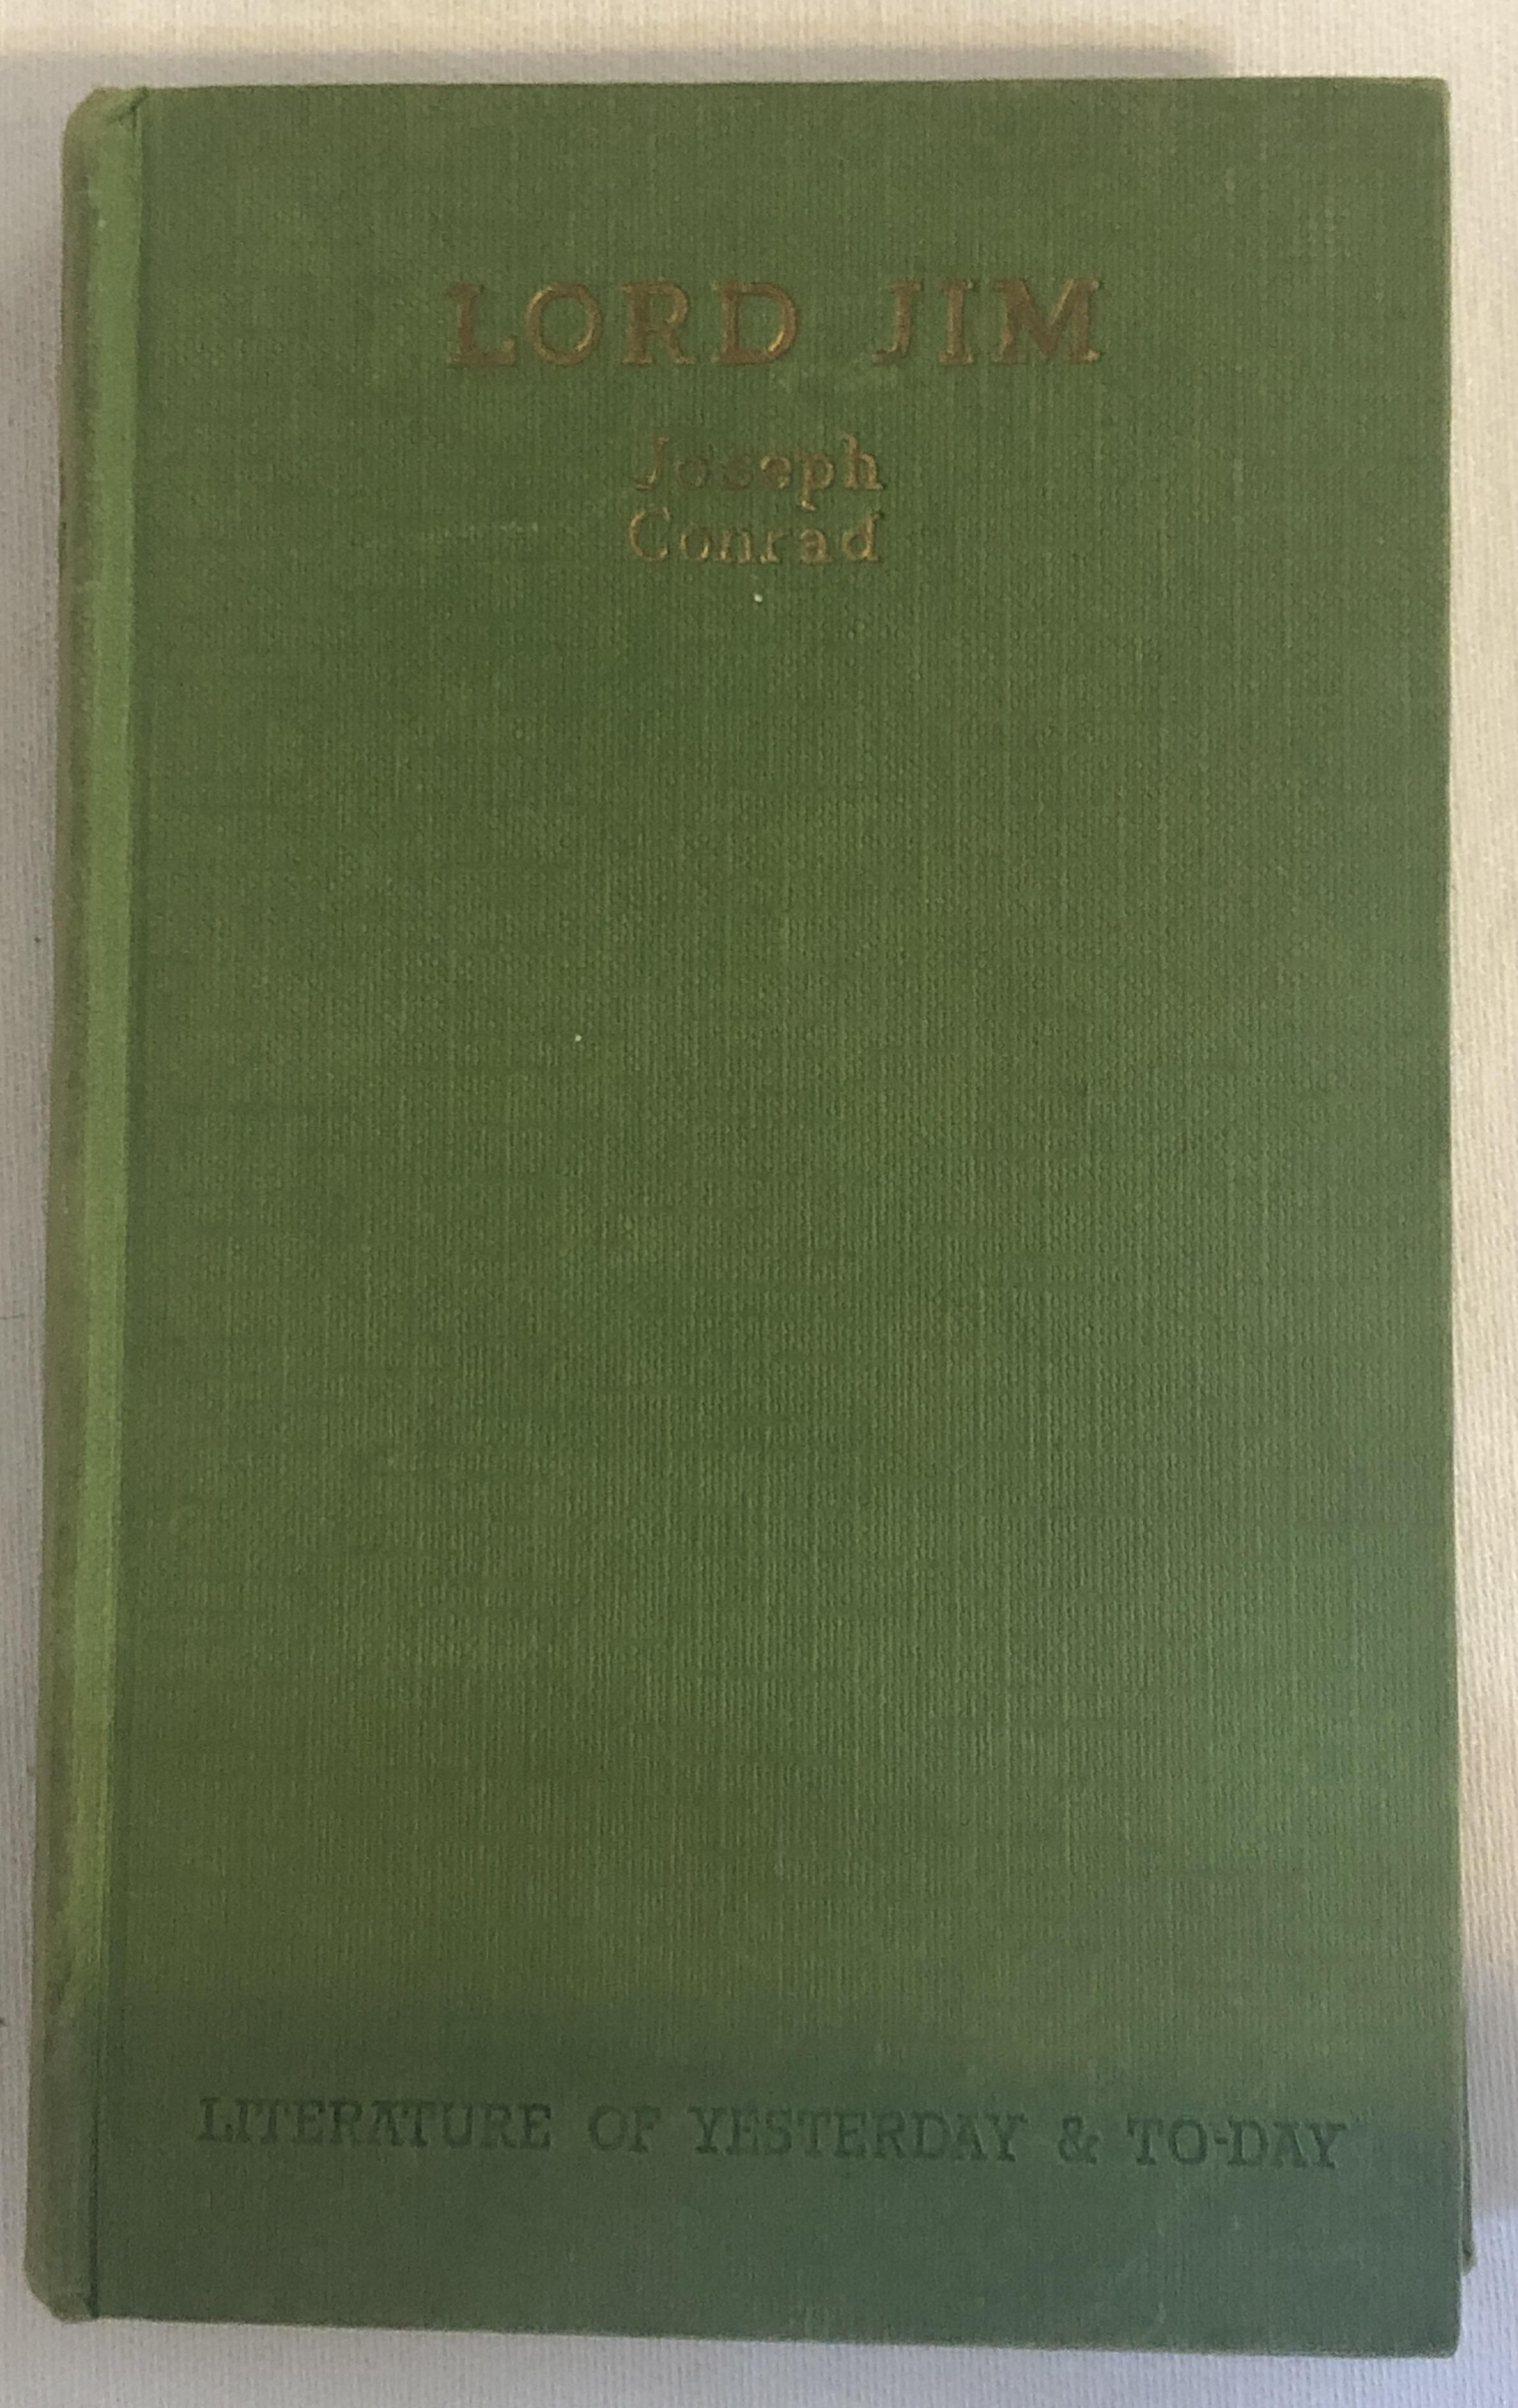 LORD JIM
Joseph
Conrad
LITERATURE OF YESTERDAY & TO-DAY